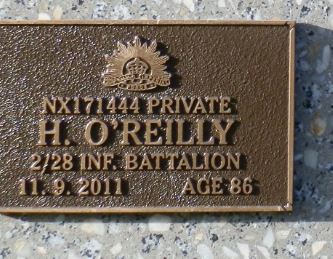 NX171444 PRIVATE
H. O'REILLY
2/28 INF. BATTALION
11. 9. 2011 AGE 86